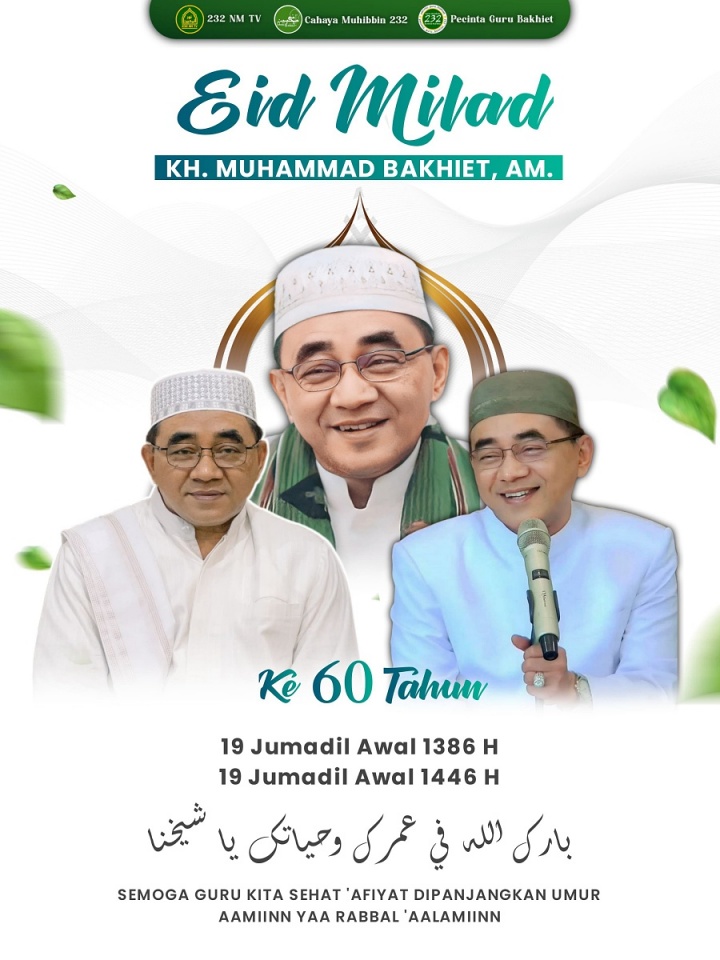 232 NM TV Cahaya Muhibbin 232 Pecinta Guru Bakhiet
Eid Milad
KH. MUHAMMAD BAKHIET, AM.
Ke 60 Tahun
19 Jumadil Awal 1386 H
19 Jumadil Awal 1446 H
بارك الله في عمرك وحياتك يا شيخنا
SEMOGA GURU KITA SEHAT 'AFIYAT DIPANJANGKAN UMUR
AAMIINN YAA RABBAL 'AALAMIINN